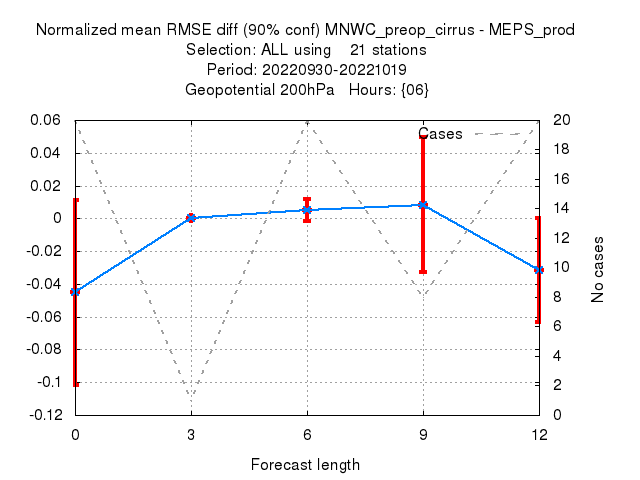 Normalized mean RMSE diff (90% conf) MNWC_preop_cirrus - MEPS_prod
Selection: ALL using    21 stations
Period: 20220930-20221019
Geopotential 200hPa   Hours: {06}
Cases
0.06
0.04
0.02
0
-0.02
-0.04
-0.06
-0.08
-0.1
-0.12
20
18
16
14
12
10
8
6
4
2
0
No cases
0 3 6 9 12
Forecast length